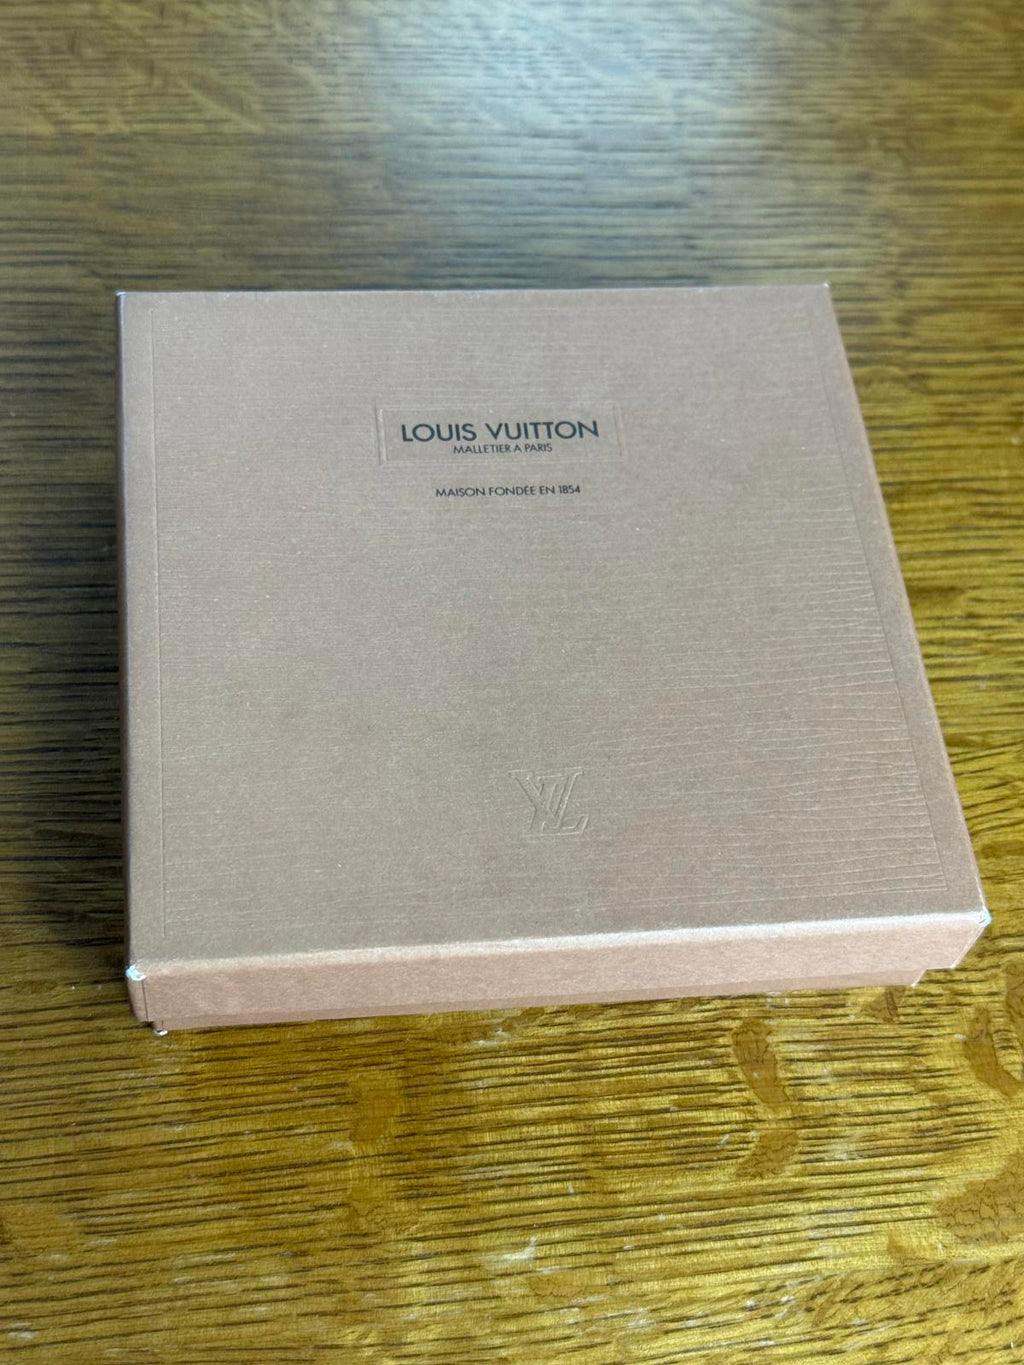 LOUIS VUITTON
MALLETIER A PARIS
MAISON FONDÉE EN 1854
LV